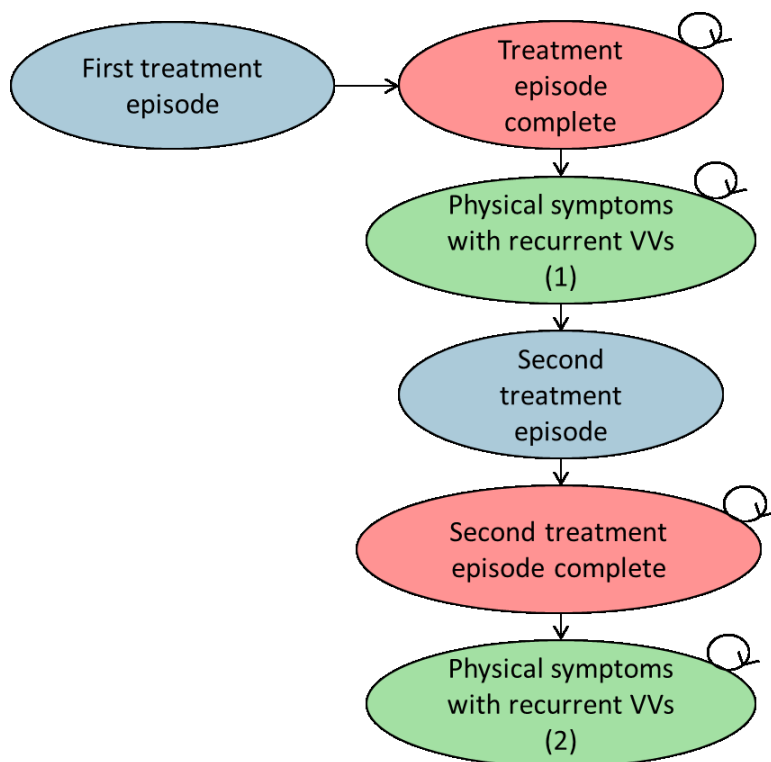 First treatment
episode
Treatment
episode
complete
Physical symptoms
with recurrent VVs
(1)
Second
treatment
episode
Second treatment
episode complete
Physical symptoms
with recurrent VVs
(2)